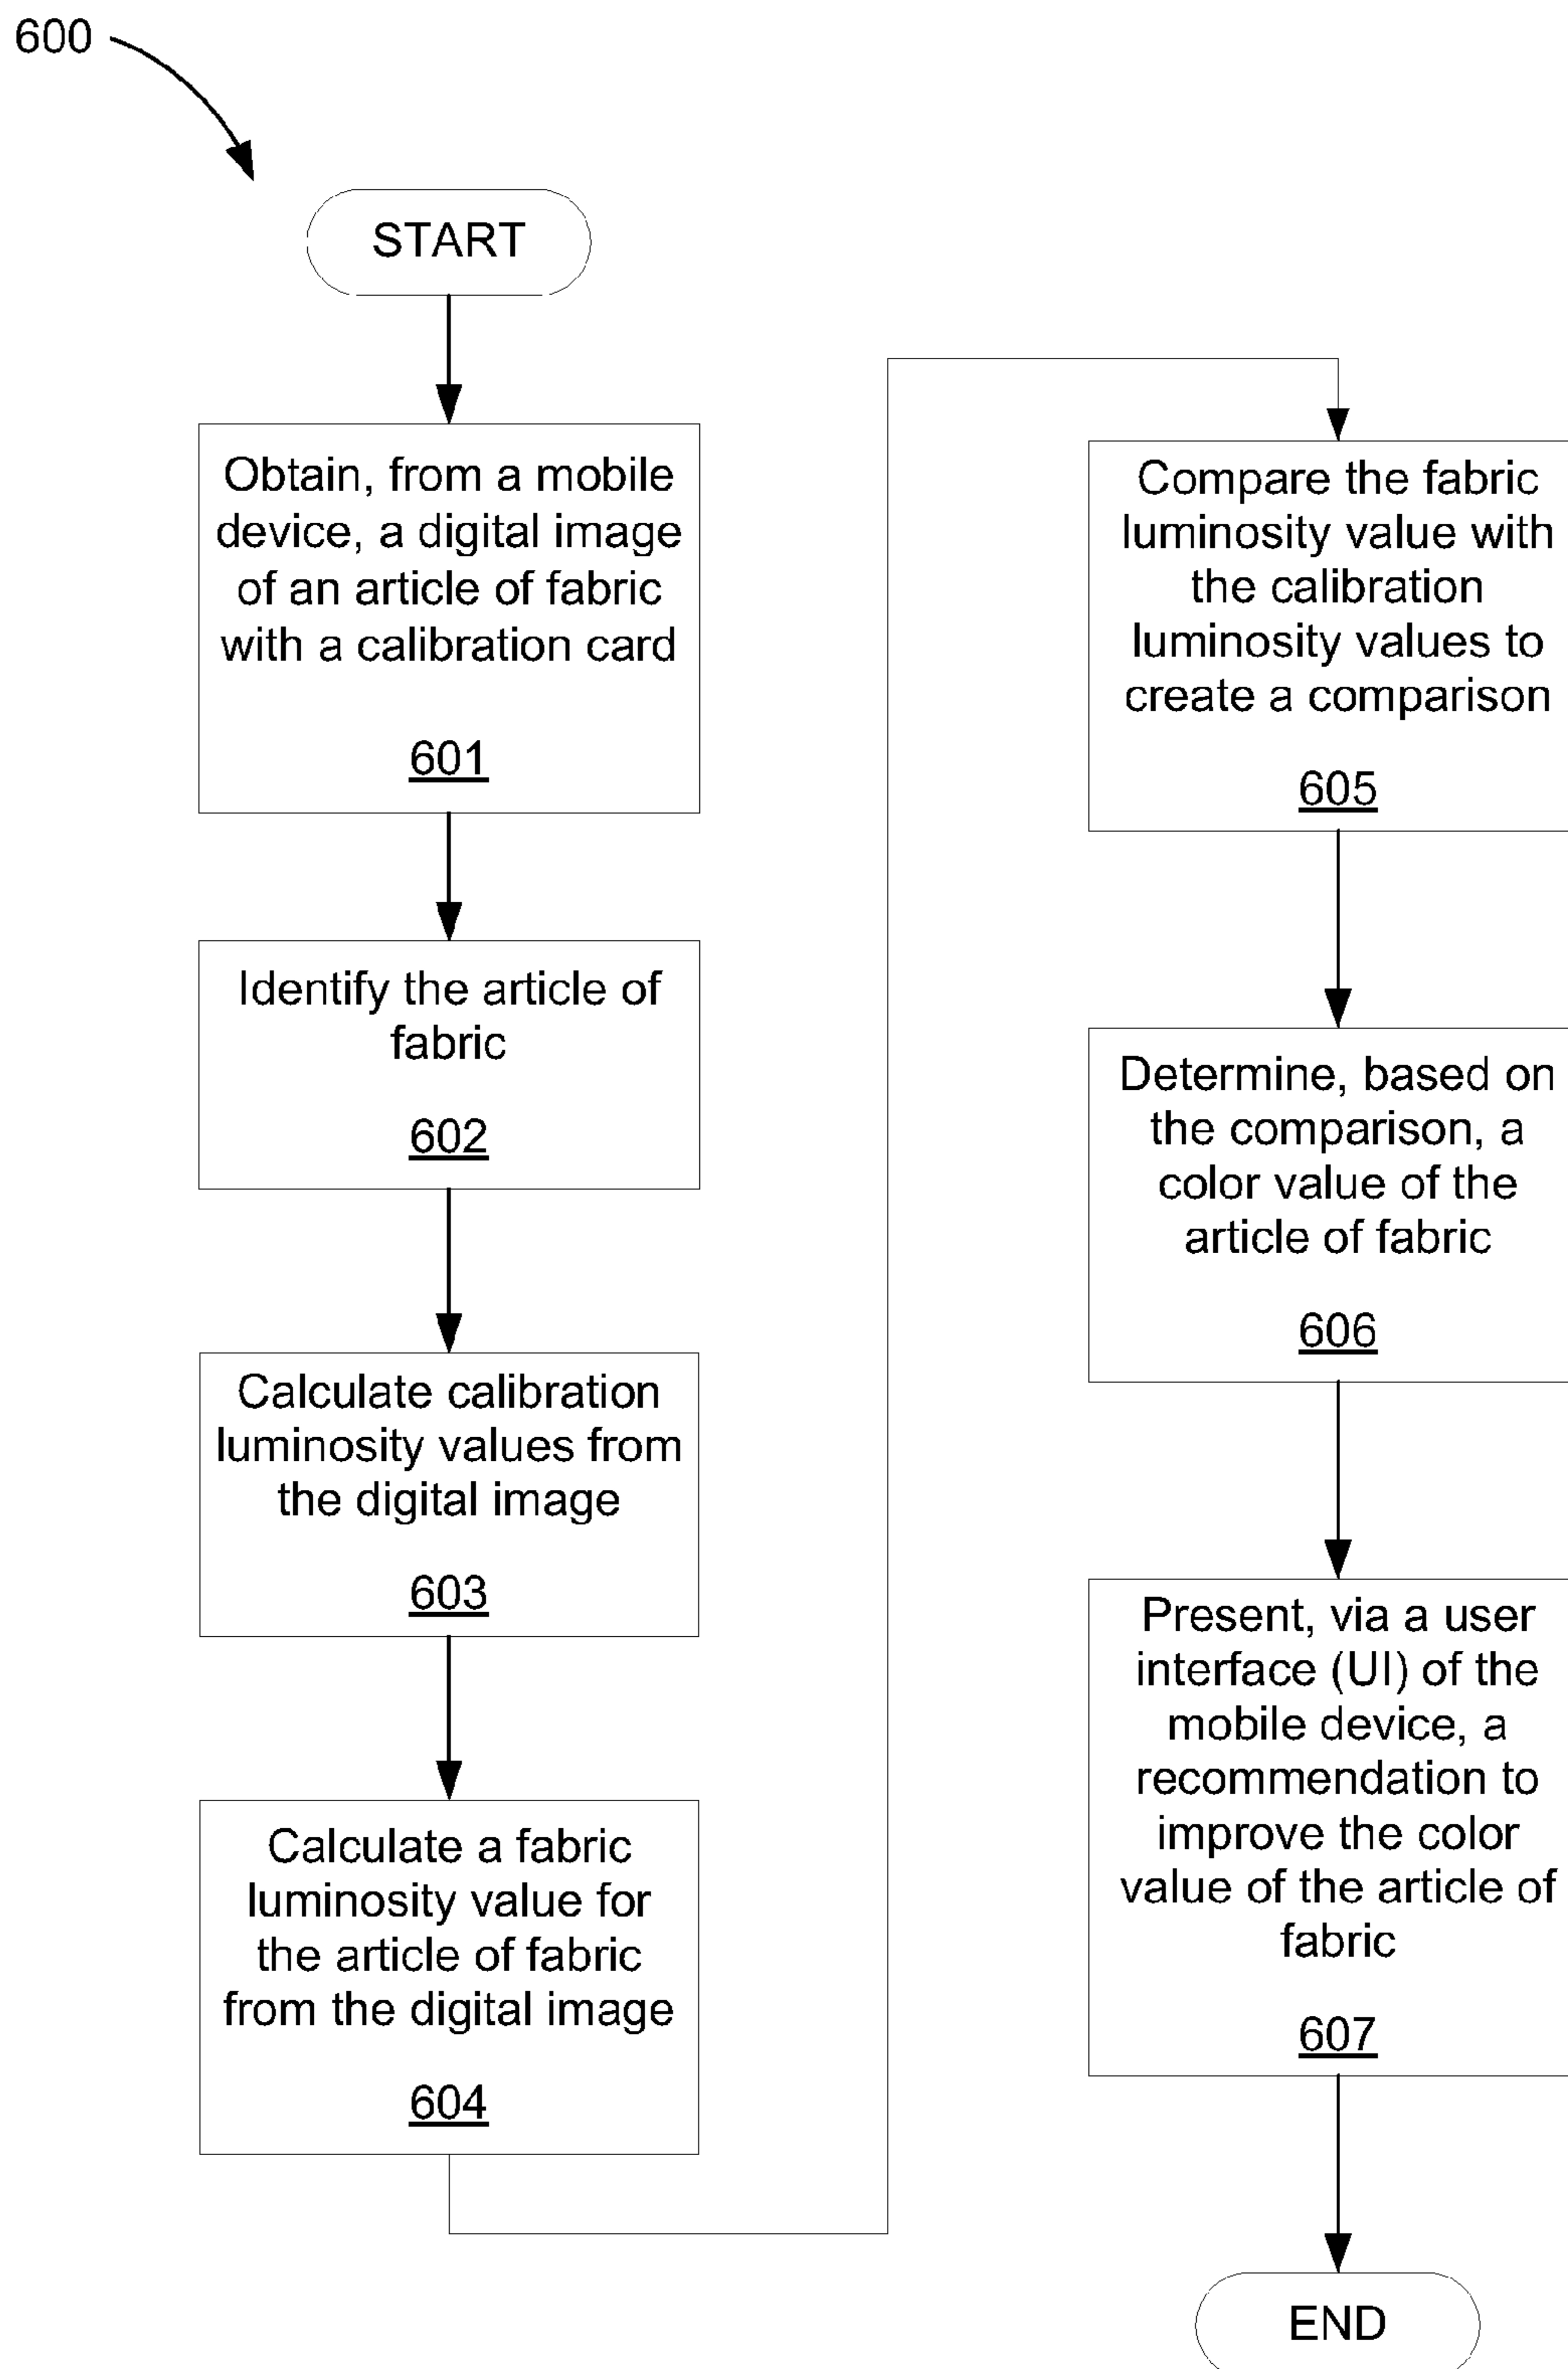 600
START
Obtain, from a mobile
device, a digital image
of an article of fabric
with a calibration card
601
Identify the article of
fabric
602
Calculate calibration
luminosity values from
the digital image
603
Calculate a fabric
luminosity value for
the article of fabric
from the digital image
604
Compare the fabric
luminosity value with
the calibration
luminosity values to
create a comparison
605
Determine, based on
the comparison, a
color value of the
article of fabric
606
Present, via a user
interface (UI) of the
mobile device, a
recommendation to
improve the color
value of the article of
fabric
607
END